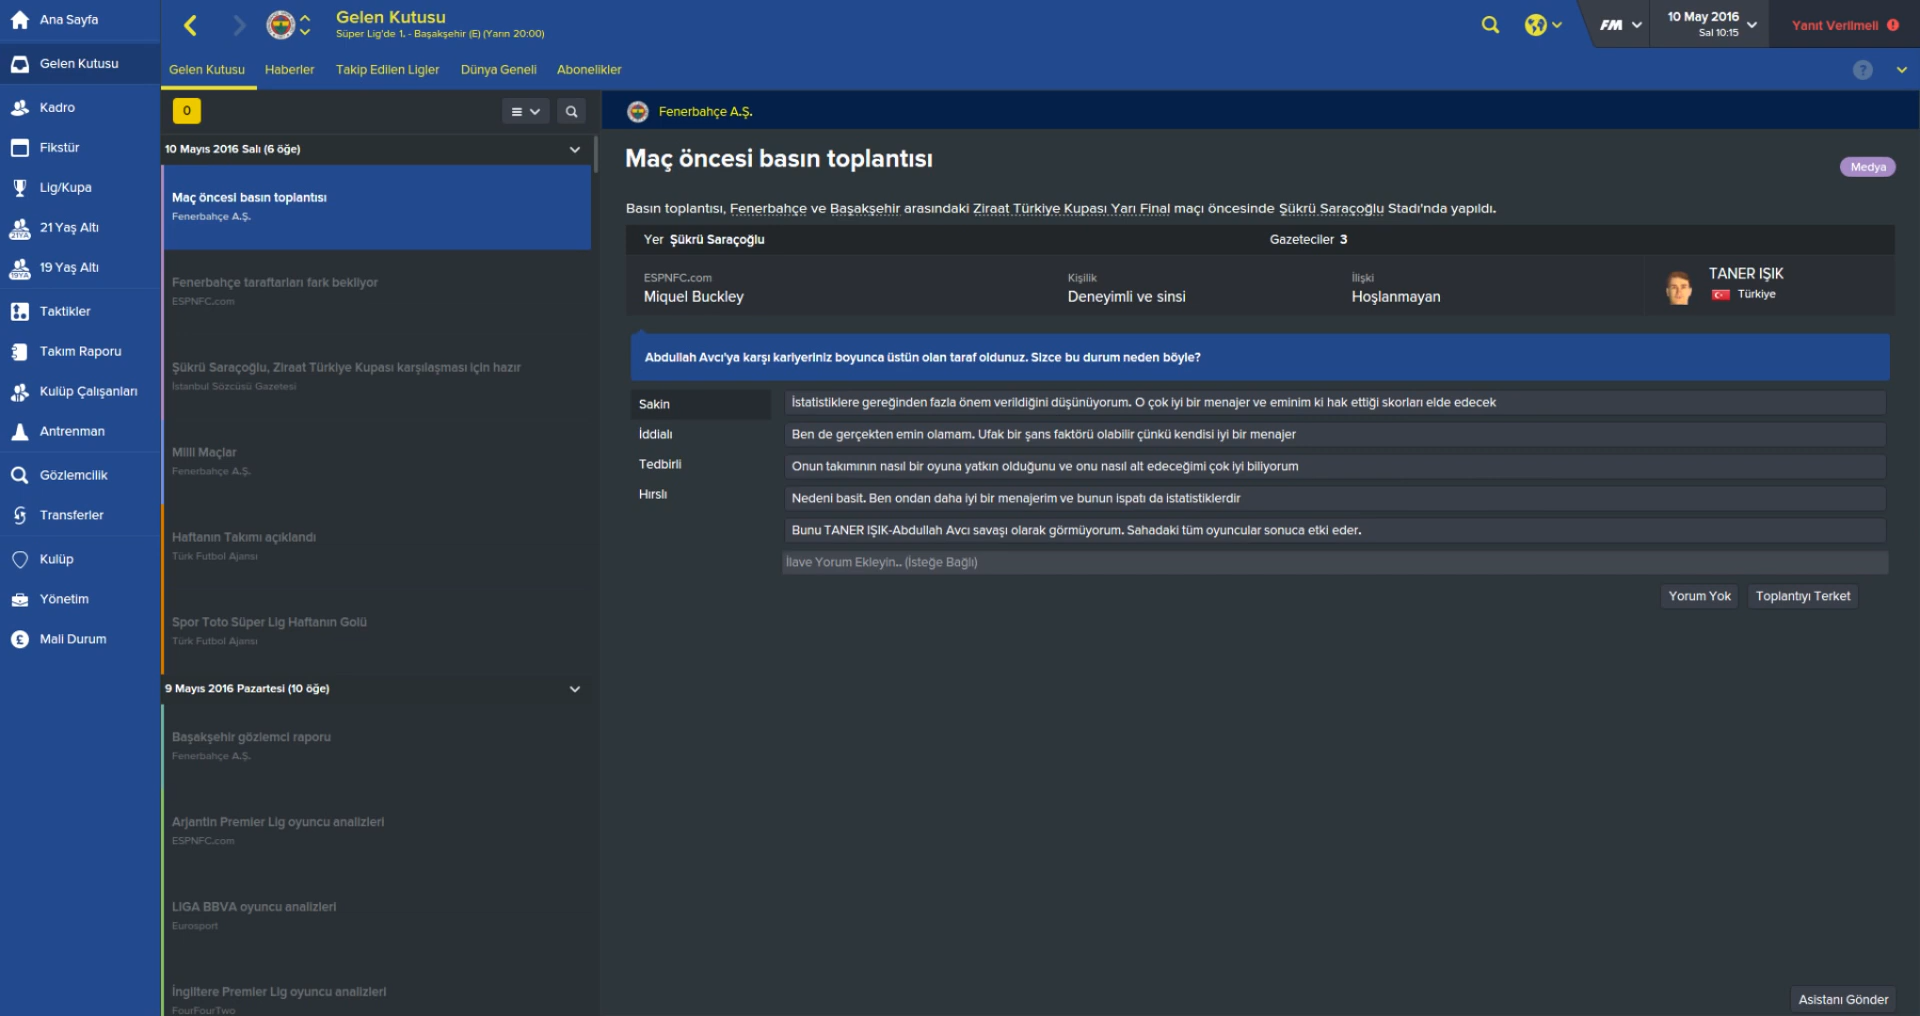 Ana Sayfa
Gelen Kutusu
Kadro
Fikstür
Lig/Kupa
21 Yaş Altı
19 Yaş Altı
Taktikler
Takım Raporu
Kulüp Çalışanları
Antrenman
Gözlemcilik
Transferler
Kulüp
Yönetim
Mali Durum
Gelen Kutusu
Süper Lig'de 1. - Başakşehir (E) (Yarın 20:00)
FM
10 May 2016
Sal 10:15
Yanıt Verilmeli
Gelen Kutusu Haberler Takip Edilen Ligler Dünya Geneli Abonelikler
0
10 Mayıs 2016 Salı (6 öğe)
Maç öncesi basın toplantısı
Fenerbahçe A.Ş.
Fenerbahçe taraftarları fark bekliyor
ESPNFC.com
Şükrü Saraçoğlu, Ziraat Türkiye Kupası karşılaşması için hazır
İstanbul Sözcüsü Gazetesi
Milli Maçlar
Fenerbahçe A.Ş.
Haftanın Takımı açıklandı
Türk Futbol Ajansı
Spor Toto Süper Lig Haftanın Golü
Türk Futbol Ajansı
9 Mayıs 2016 Pazartesi (10 öğe)
Başakşehir gözlemci raporu
Fenerbahçe A.Ş.
Arjantin Premier Lig oyuncu analizleri
ESPNFC.com
LIGA BBVA oyuncu analizleri
Eurosport
İngiltere Premier Lig oyuncu analizleri
FourFourTwo
Fenerbahçe A.Ş.
Maç öncesi basın toplantısı
Medya
Basın toplantısı, Fenerbahçe ve Başakşehir arasındaki Ziraat Türkiye Kupası Yarı Final maçı öncesinde Şükrü Saraçoğlu Stadı'nda yapıldı.
Yer Şükrü Saraçoğlu Gazeteciler 3
ESPNFC.com
Miquel Buckley
Kişilik
Deneyimli ve sinsi
İlişki
Hoşlanmayan
TANER IŞIK
Türkiye
Abdullah Avcı'ya karşı kariyeriniz boyunca üstün olan taraf oldunuz. Sizce bu durum neden böyle?
Sakin
İddialı
Tedbirli
Hırslı
İstatistiklere gereğinden fazla önem verildiğini düşünüyorum. O çok iyi bir menajer ve eminim ki hak ettiği skorları elde edecek
Ben de gerçekten emin olamam. Ufak bir şans faktörü olabilir çünkü kendisi iyi bir menajer
Onun takımının nasıl bir oyuna yatkın olduğunu ve onu nasıl alt edeceğimi çok iyi biliyorum
Nedeni basit. Ben ondan daha iyi bir menajerim ve bunun ispatı da istatistiklerdir
Bunu TANER IŞIK-Abdullah Avcı savaşı olarak görmüyorum. Sahadaki tüm oyuncular sonuca etki eder.
İlave Yorum Ekleyin.. (İsteğe Bağlı)
Yorum Yok Toplantıyı Terket
Asistanı Gönder